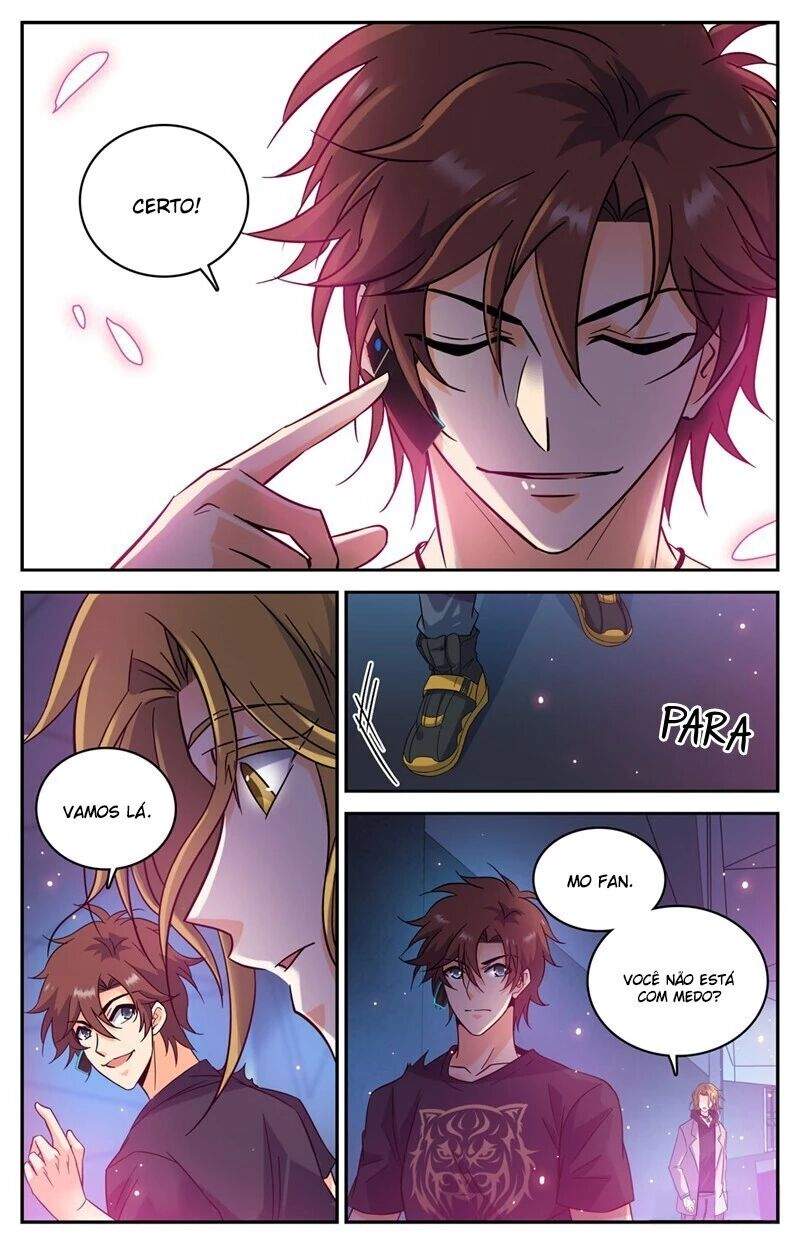 CERTO!
VAMOS LÁ.
PARA
MO FAN.
VOCÊ NÃO ESTÁ
COM MEDO?